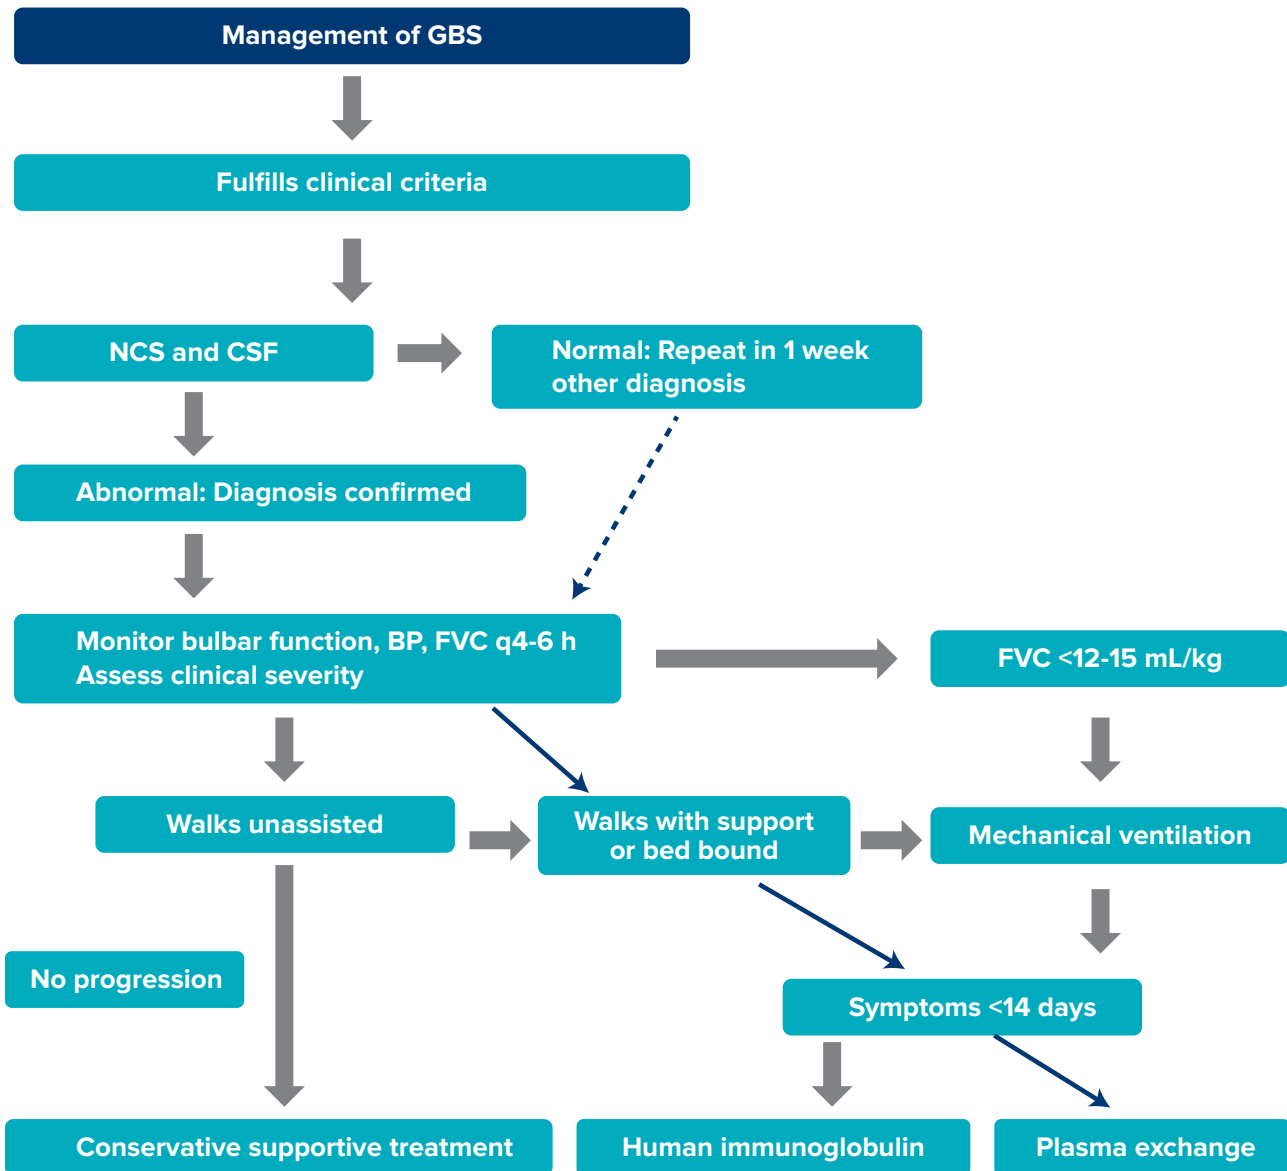 Management of GBS
Fulfills clinical criteria
NCS and CSF
Normal: Repeat in 1 week
other diagnosis
Abnormal: Diagnosis confirmed
Monitor bulbar function, BP, FVC q4-6 h
Assess clinical severity
FVC <12-15 mL/kg
Walks unassisted
Walks with support
or bed bound
Mechanical ventilation
No progression
Symptoms <14 days
Conservative supportive treatment
Human immunoglobulin
Plasma exchange